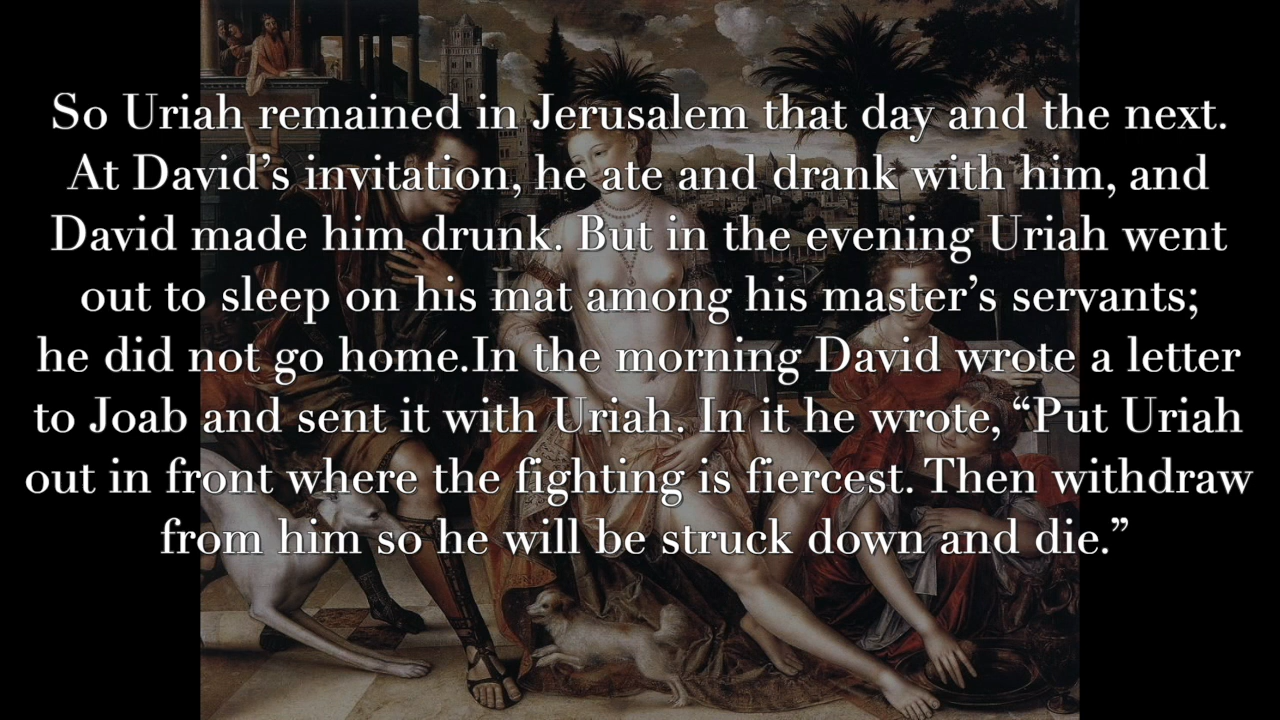 So Uriah remained in Jerusalem that day and the next.
At David’s invitation, he ate and drank with him, and
David made him drunk. But in the evening Uriah went
out to sleep on his mat among his master’s servants;
he did not go home.In the morning David wrote a letter
to Joab and sent it with Uriah. In it he wrote, “Put Uriah
out in front where the fighting is fiercest. Then withdraw
from him so he will be struck down and die.”